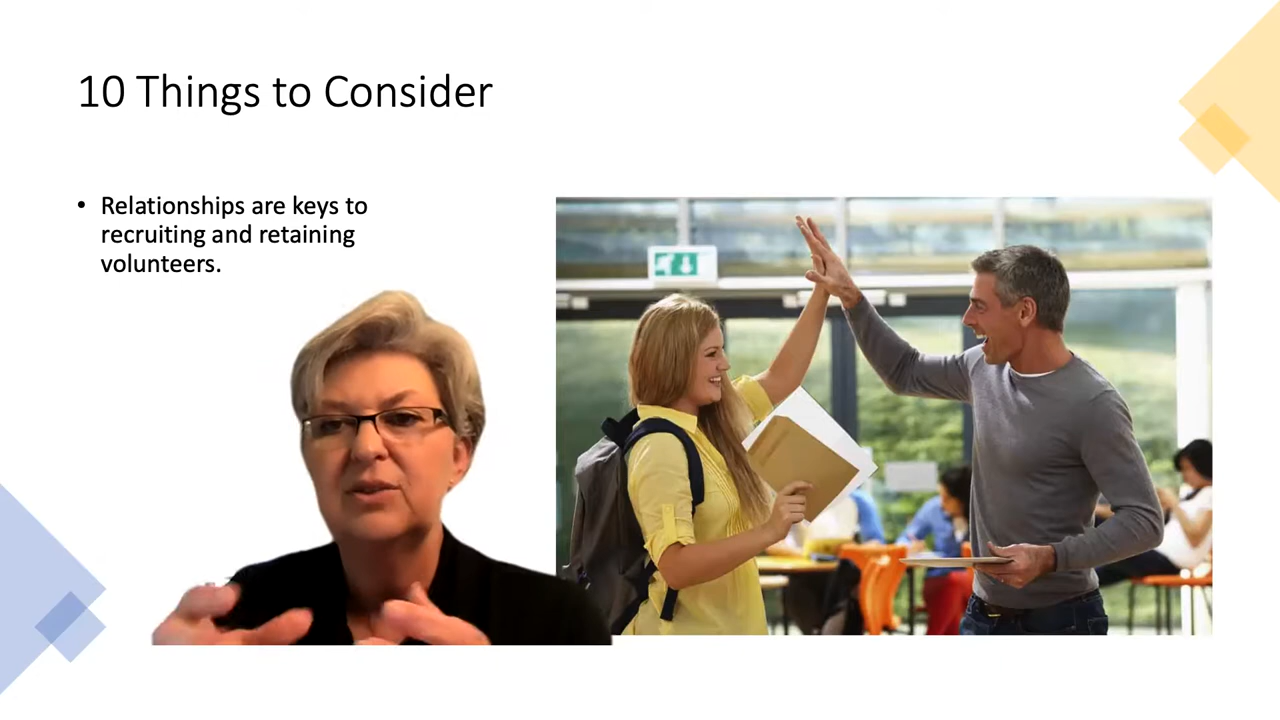 10 Things to Consider
• Relationships are keys to
recruiting and retaining
volunteers.